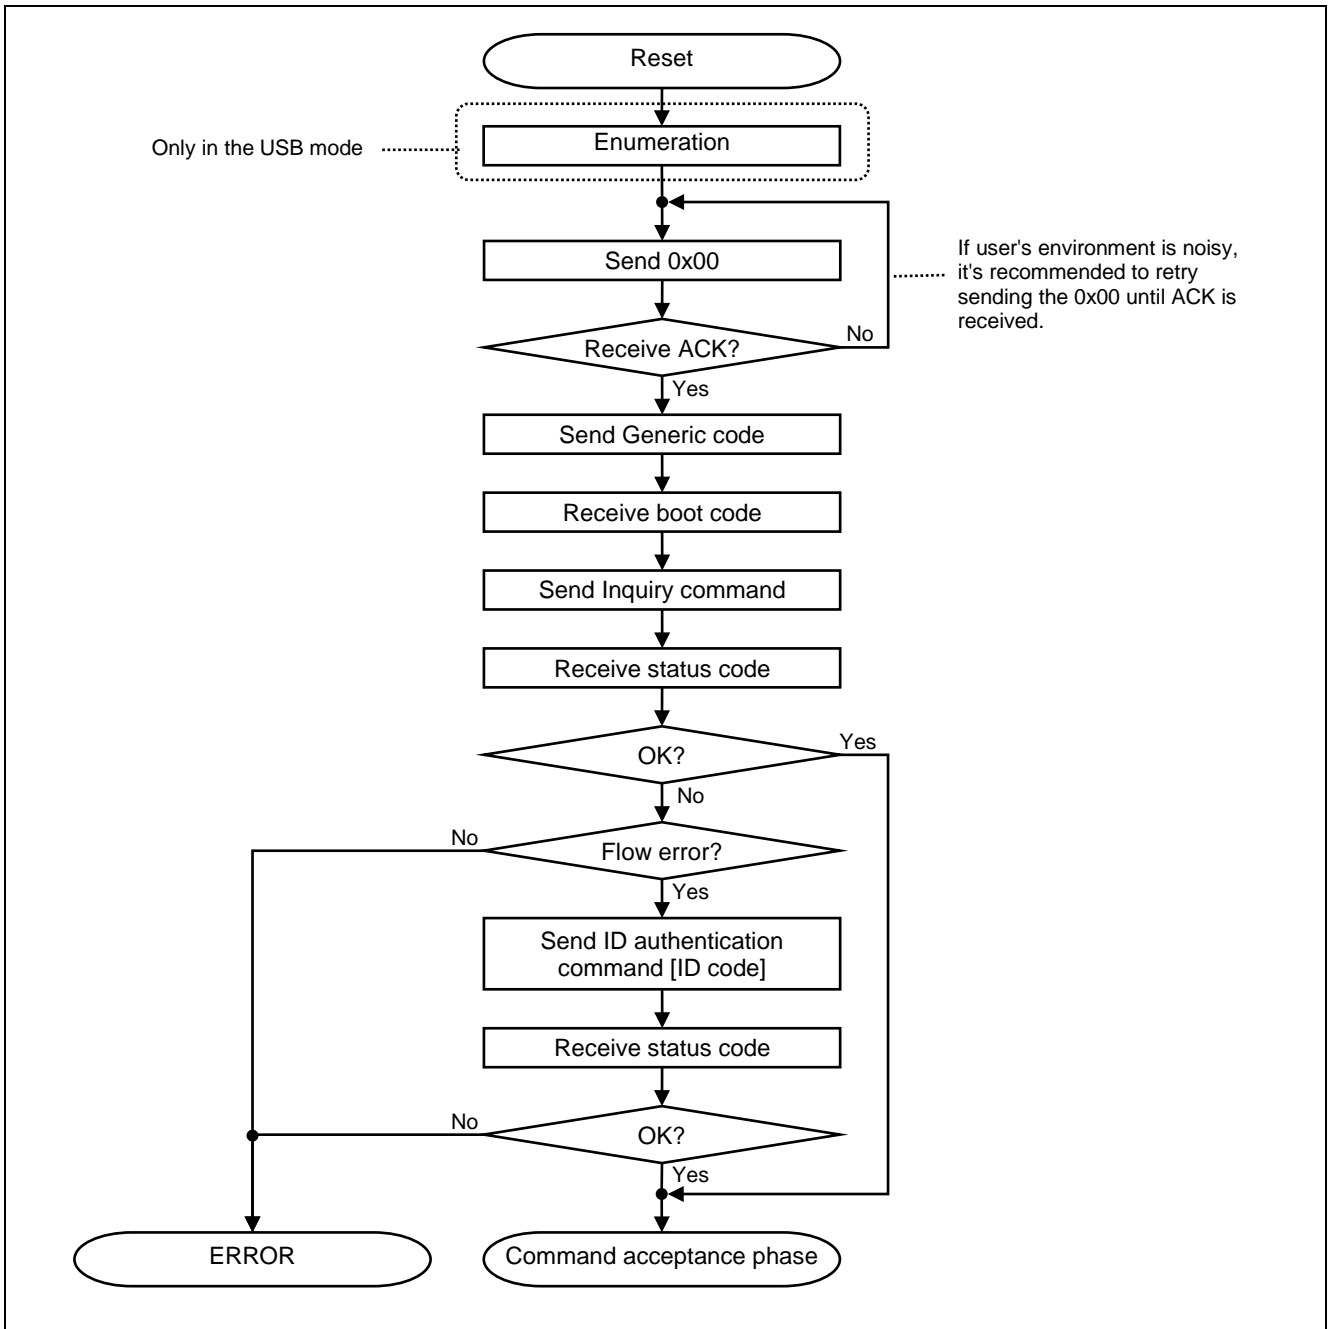 Reset
Only in the USB mode
Enumeration
Send 0x00
If user's environment is noisy,
it's recommended to retry
sending the 0x00 until ACK is
received.
Receive ACK?
No
Yes
Send Generic code
Receive boot code
Send Inquiry command
Receive status code
OK?
Yes
No
No
Flow error?
Yes
Send ID authentication
command [ID code]
Receive status code
No
OK?
Yes
ERROR
Command acceptance phase